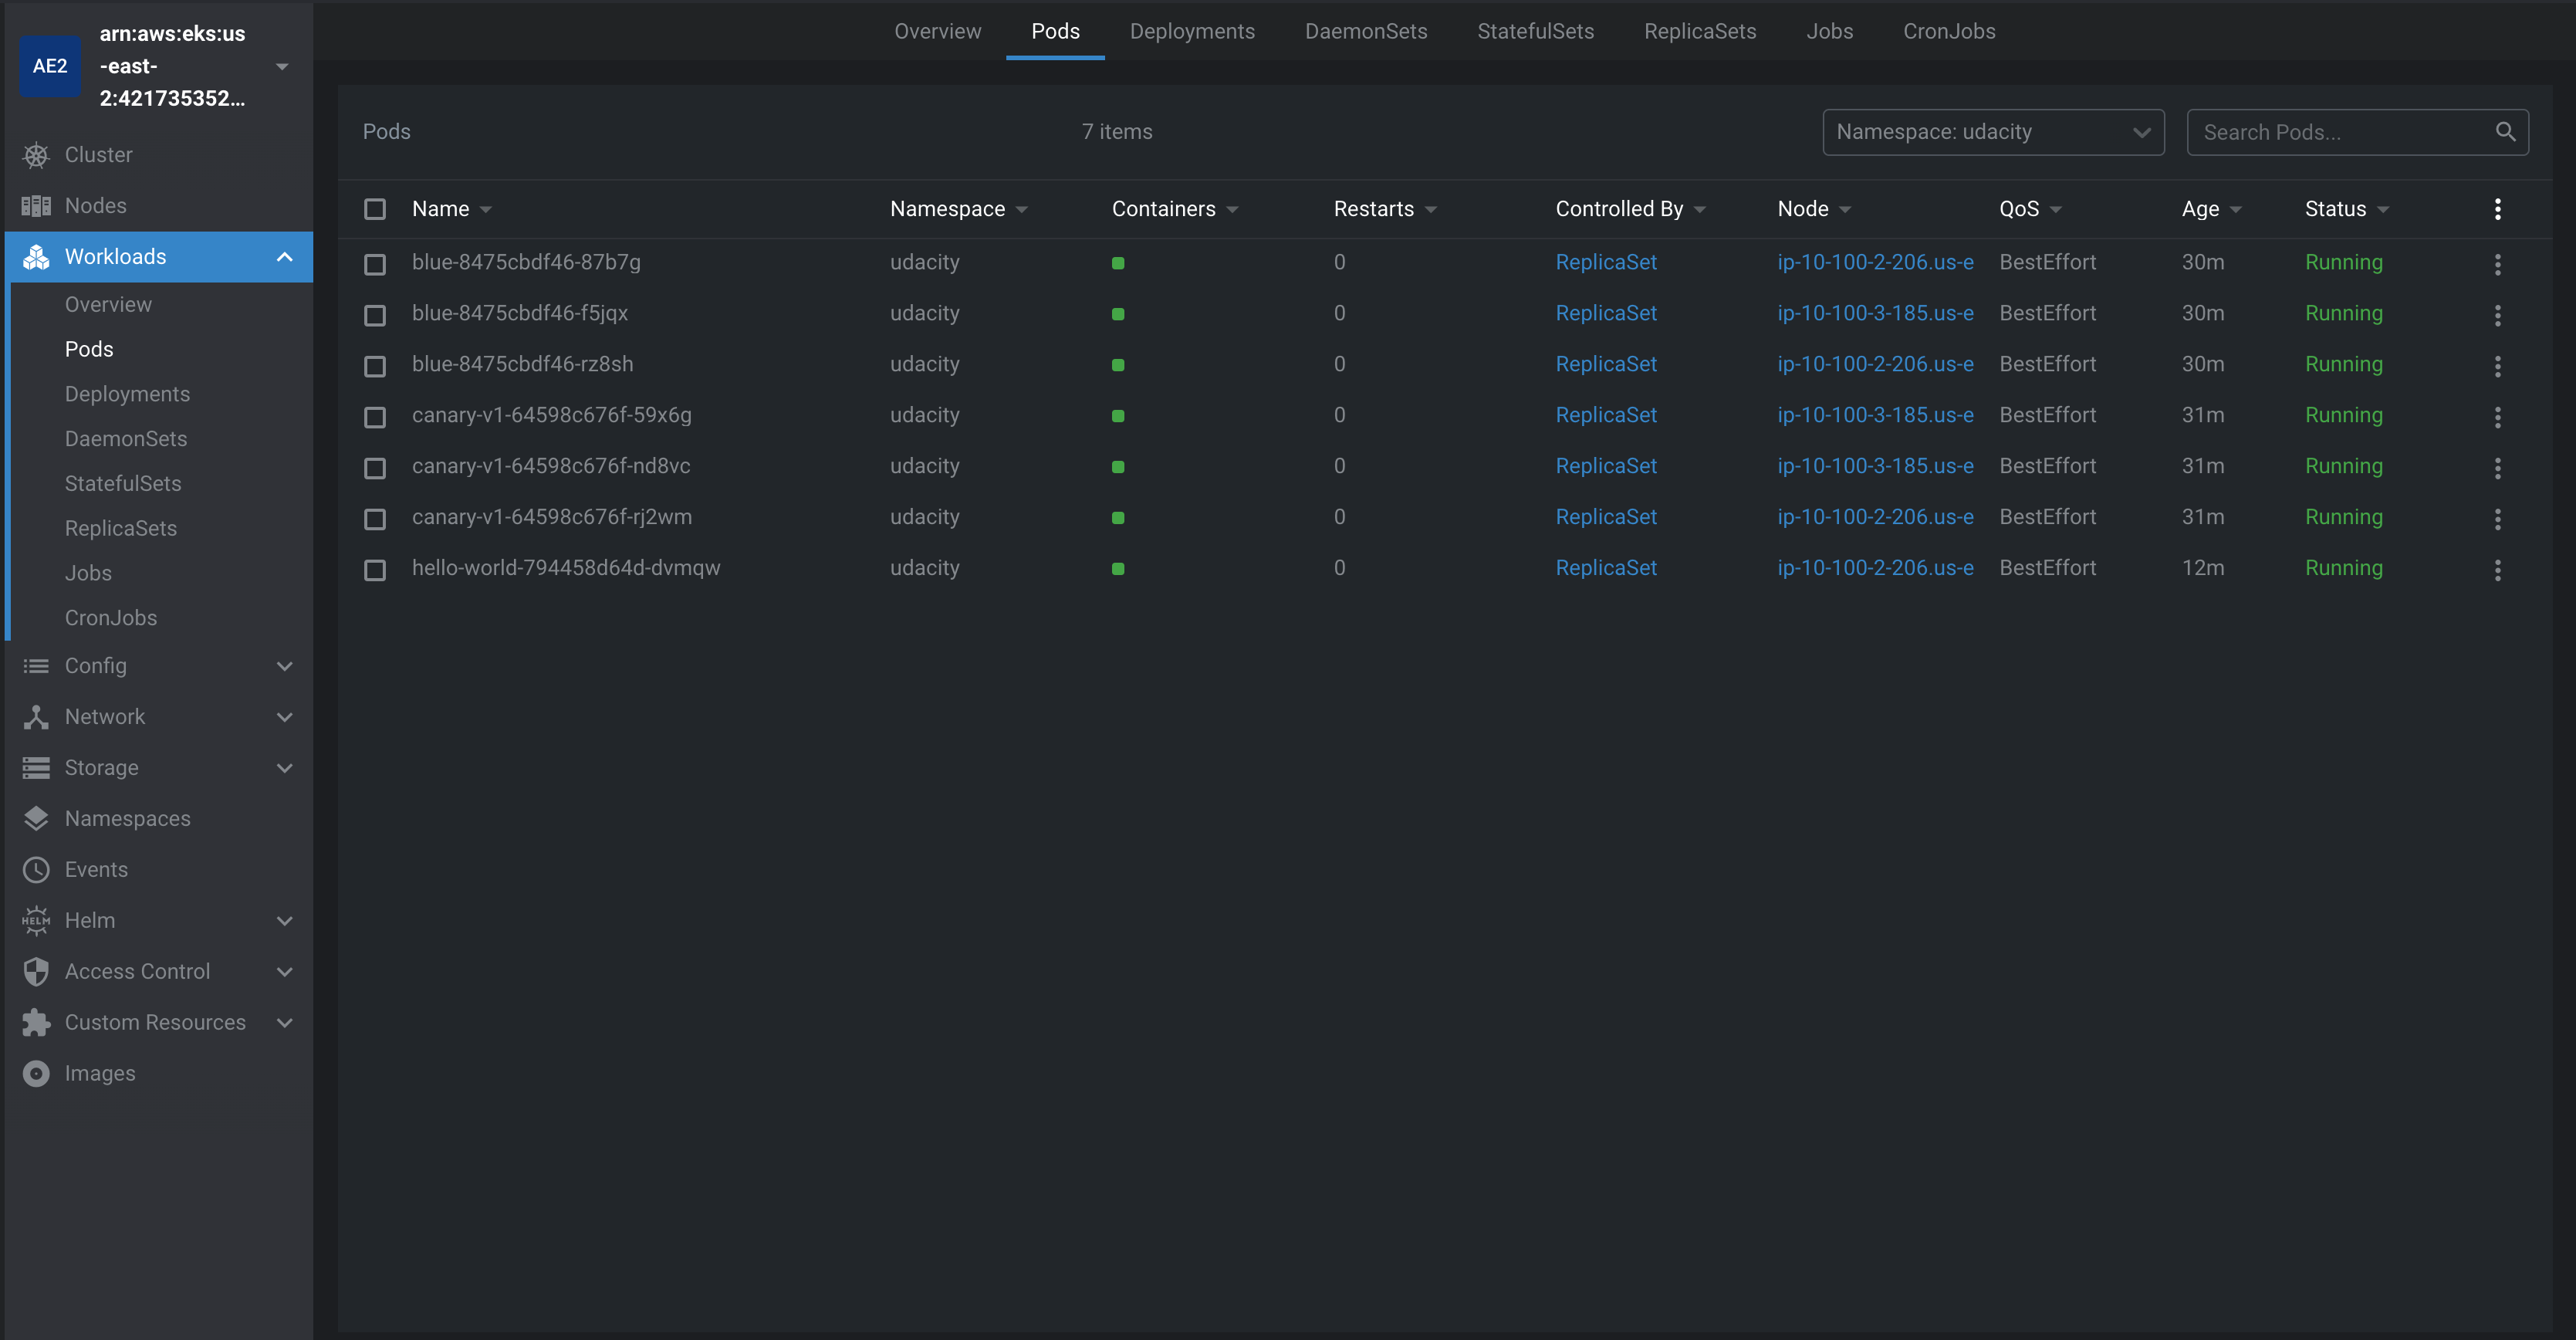 AE2
arn:aws:eks:us
-east-
2:421735352...
Cluster
Nodes
Workloads
Overview
Pods
Deployments
DaemonSets
StatefulSets
ReplicaSets
Jobs
CronJobs
Config
Network
Storage
Namespaces
Events
HELM Helm
Access Control
Custom Resources
Images
Overview Pods Deployments DaemonSets StatefulSets ReplicaSets Jobs CronJobs
Pods 7 items Namespace: udacity Search Pods...
Name Namespace Containers Restarts Controlled By Node QoS Age Status
blue-8475cbdf46-87b7g udacity 0 ReplicaSet ip-10-100-2-206.us-e BestEffort 30m Running
blue-8475cbdf46-f5jqx udacity 0 ReplicaSet ip-10-100-3-185.us-e BestEffort 30m Running
blue-8475cbdf46-rz8sh udacity 0 ReplicaSet ip-10-100-2-206.us-e BestEffort 30m Running
canary-v1-64598c676f-59x6g udacity 0 ReplicaSet ip-10-100-3-185.us-e BestEffort 31m Running
canary-v1-64598c676f-nd8vc udacity 0 ReplicaSet ip-10-100-3-185.us-e BestEffort 31m Running
canary-v1-64598c676f-rj2wm udacity 0 ReplicaSet ip-10-100-2-206.us-e BestEffort 31m Running
hello-world-794458d64d-dvmqw udacity 0 ReplicaSet ip-10-100-2-206.us-e BestEffort 12m Running